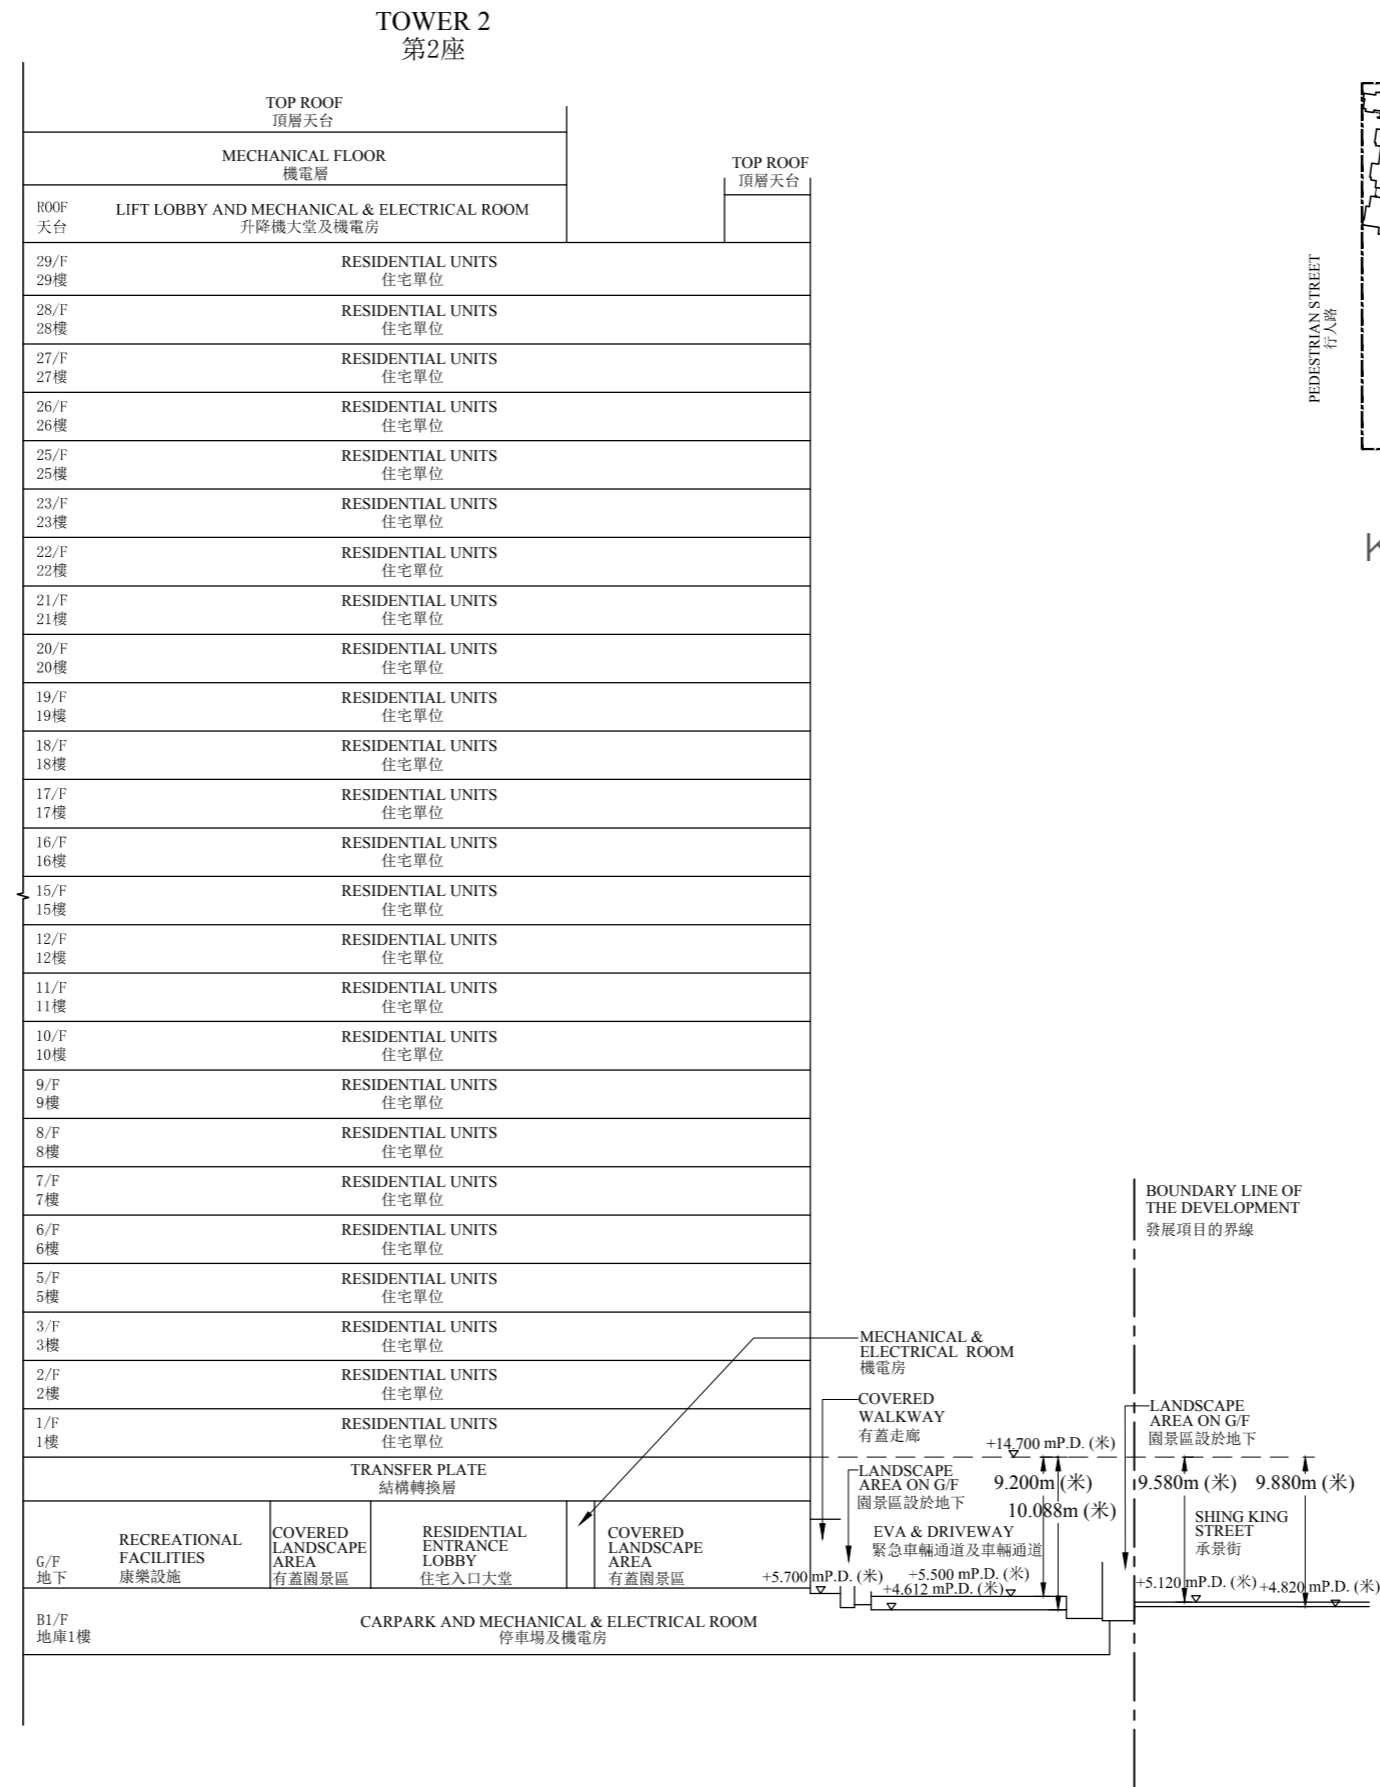 TOWER 2
第2座
TOP ROOF
頂層天台
MECHANICAL FLOOR
機電層
TOP ROOF
頂層天台
ROOF
天台
LIFT LOBBY AND MECHANICAL & ELECTRICAL ROOM
升降機大堂及機電房
29/F
29樓
RESIDENTIAL UNITS
住宅單位
28/F
28樓
RESIDENTIAL UNITS
住宅單位
27/F
27樓
RESIDENTIAL UNITS
住宅單位
26/F
26樓
RESIDENTIAL UNITS
住宅單位
25/F
25樓
RESIDENTIAL UNITS
住宅單位
23/F
23樓
RESIDENTIAL UNITS
住宅單位
22/F
22樓
RESIDENTIAL UNITS
住宅單位
21/F
21樓
RESIDENTIAL UNITS
住宅單位
20/F
20樓
RESIDENTIAL UNITS
住宅單位
19/F
19樓
RESIDENTIAL UNITS
住宅單位
18/F
18樓
RESIDENTIAL UNITS
住宅單位
17/F
17樓
RESIDENTIAL UNITS
住宅單位
16/F
16樓
RESIDENTIAL UNITS
住宅單位
15/F
15樓
RESIDENTIAL UNITS
住宅單位
12/F
12樓
RESIDENTIAL UNITS
住宅單位
11/F
11樓
RESIDENTIAL UNITS
住宅單位
10/F
10樓
RESIDENTIAL UNITS
住宅單位
9/F
9樓
RESIDENTIAL UNITS
住宅單位
8/F
8樓
RESIDENTIAL UNITS
住宅單位
7/F
7樓
RESIDENTIAL UNITS
住宅單位
6/F
6樓
RESIDENTIAL UNITS
住宅單位
5/F
5樓
RESIDENTIAL UNITS
住宅單位
3/F
3樓
RESIDENTIAL UNITS
住宅單位
2/F
2樓
RESIDENTIAL UNITS
住宅單位
1/F
1樓
RESIDENTIAL UNITS
住宅單位
TRANSFER PLATE
結構轉換層
G/F
地下
RECREATIONAL
FACILITIES
康樂設施
COVERED
LANDSCAPE
AREA
有蓋園景區
RESIDENTIAL
ENTRANCE
LOBBY
住宅入口大堂
COVERED
LANDSCAPE
AREA
有蓋園景區
B1/F
地庫1樓
CARPARK AND MECHANICAL & ELECTRICAL ROOM
停車場及機電房
MECHANICAL &
ELECTRICAL ROOM
機電房
COVERED
WALKWAY
有蓋走廊
LANDSCAPE
AREA ON G/F
園景區設於地下
EVA & DRIVEWAY
緊急車輛通道及車輛通道
+14.700 mP.D. (米)
9.200m (米)
10.088m (米)
+5.700 mP.D. (米)
+5.500 mP.D. (米)
+4.612 mP.D. (米)
BOUNDARY LINE OF
THE DEVELOPMENT
發展項目的界線
LANDSCAPE
AREA ON G/F
園景區設於地下
9.580m (米)
9.880m (米)
SHING KING
STREET
承景街
+5.120 mP.D. (米)
+4.820 mP.D. (米)
PEDESTRIAN STREET
行人路
K